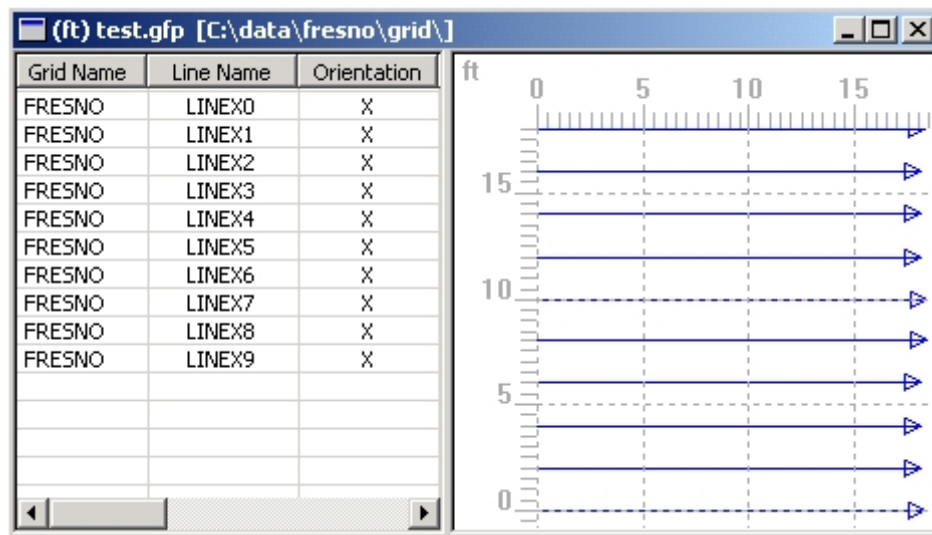 (ft) test.gfp [C:\data\fresno\grid\]
Grid Name Line Name Orientation
FRESNO LINEX0 X
FRESNO LINEX1 X
FRESNO LINEX2 X
FRESNO LINEX3 X
FRESNO LINEX4 X
FRESNO LINEX5 X
FRESNO LINEX6 X
FRESNO LINEX7 X
FRESNO LINEX8 X
FRESNO LINEX9 X
ft
0 5 10 15
15
10
5
0